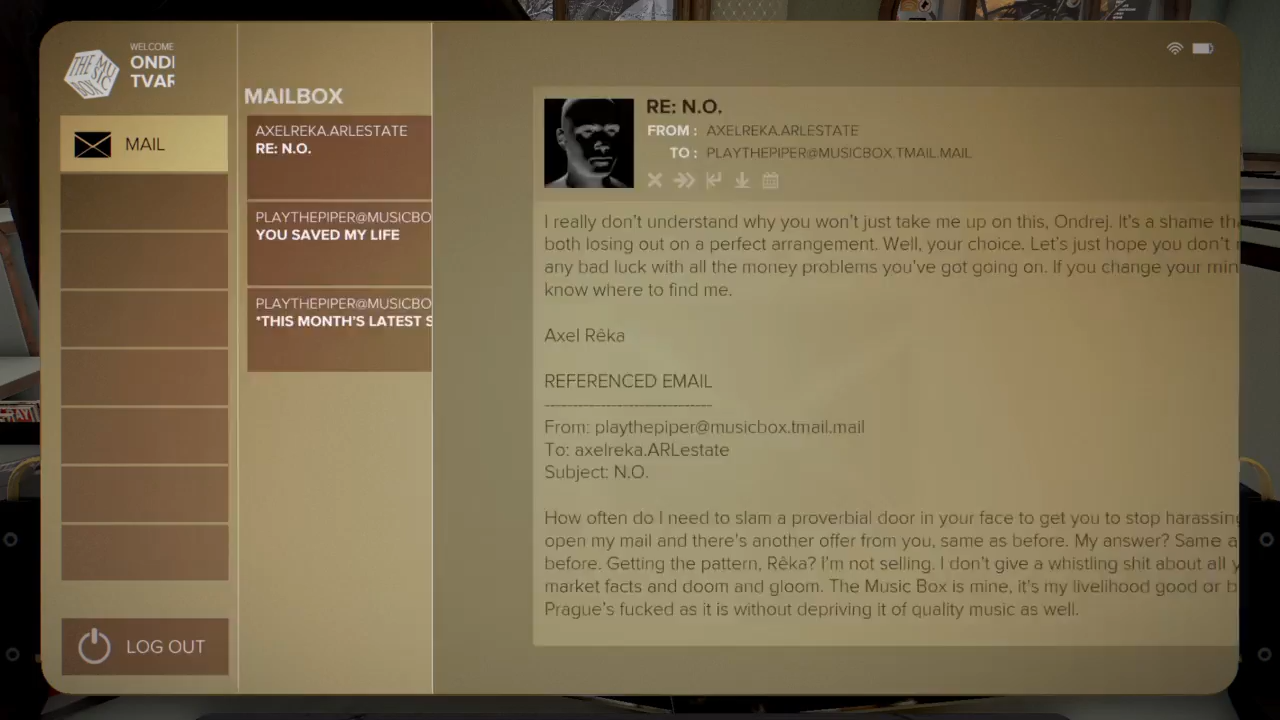 THE MUSIC BOX
WELCOME
ONDI
TVAR
MAIL
LOG OUT
MAILBOX
AXELREKA.ARLESTATE
RE: N.O.
PLAYTHEPIPER@MUSICBO
YOU SAVED MY LIFE
PLAYTHEPIPER@MUSICBO
*THIS MONTH'S LATEST S
RE: N.O.
FROM : AXELREKA.ARLESTATE
TO : PLAYTHEPIPER@MUSICBOX.TMAIL.MAIL
I really don't understand why you won't just take me up on this, Ondrej. It's a shame th
both losing out on a perfect arrangement. Well, your choice. Let's just hope you don't
any bad luck with all the money problems you've got going on. If you change your min
know where to find me.
Axel Rêka
REFERENCED EMAIL
------------------------------
From: playthepiper@musicbox.tmail.mail
To: axelreka.ARLestate
Subject: N.O.
How often do I need to slam a proverbial door in your face to get you to stop harassing
open my mail and there's another offer from you, same as before. My answer? Same a
before. Getting the pattern, Rêka? I'm not selling. I don't give a whistling shit about all y
market facts and doom and gloom. The Music Box is mine, it's my livelihood good or b
Prague's fucked as it is without depriving it of quality music as well.